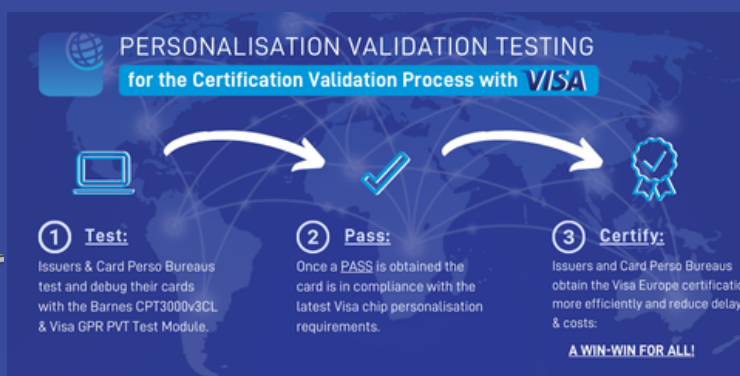 PERSONALISATION VALIDATION TESTING
for the Certification Validation Process with VISA
1 Test:
Issuers & Card Perso Bureaus
test and debug their cards
with the Barnes CPT3000v3CL
& Visa GPR PVT Test Module.
2 Pass:
Once a PASS is obtained the
card is in compliance with the
latest Visa chip personalisation
requirements.
3 Certify:
Issuers and Card Perso Bureaus
obtain the Visa Europe certificatio
more efficiently and reduce delay
& costs:
A WIN-WIN FOR ALL!